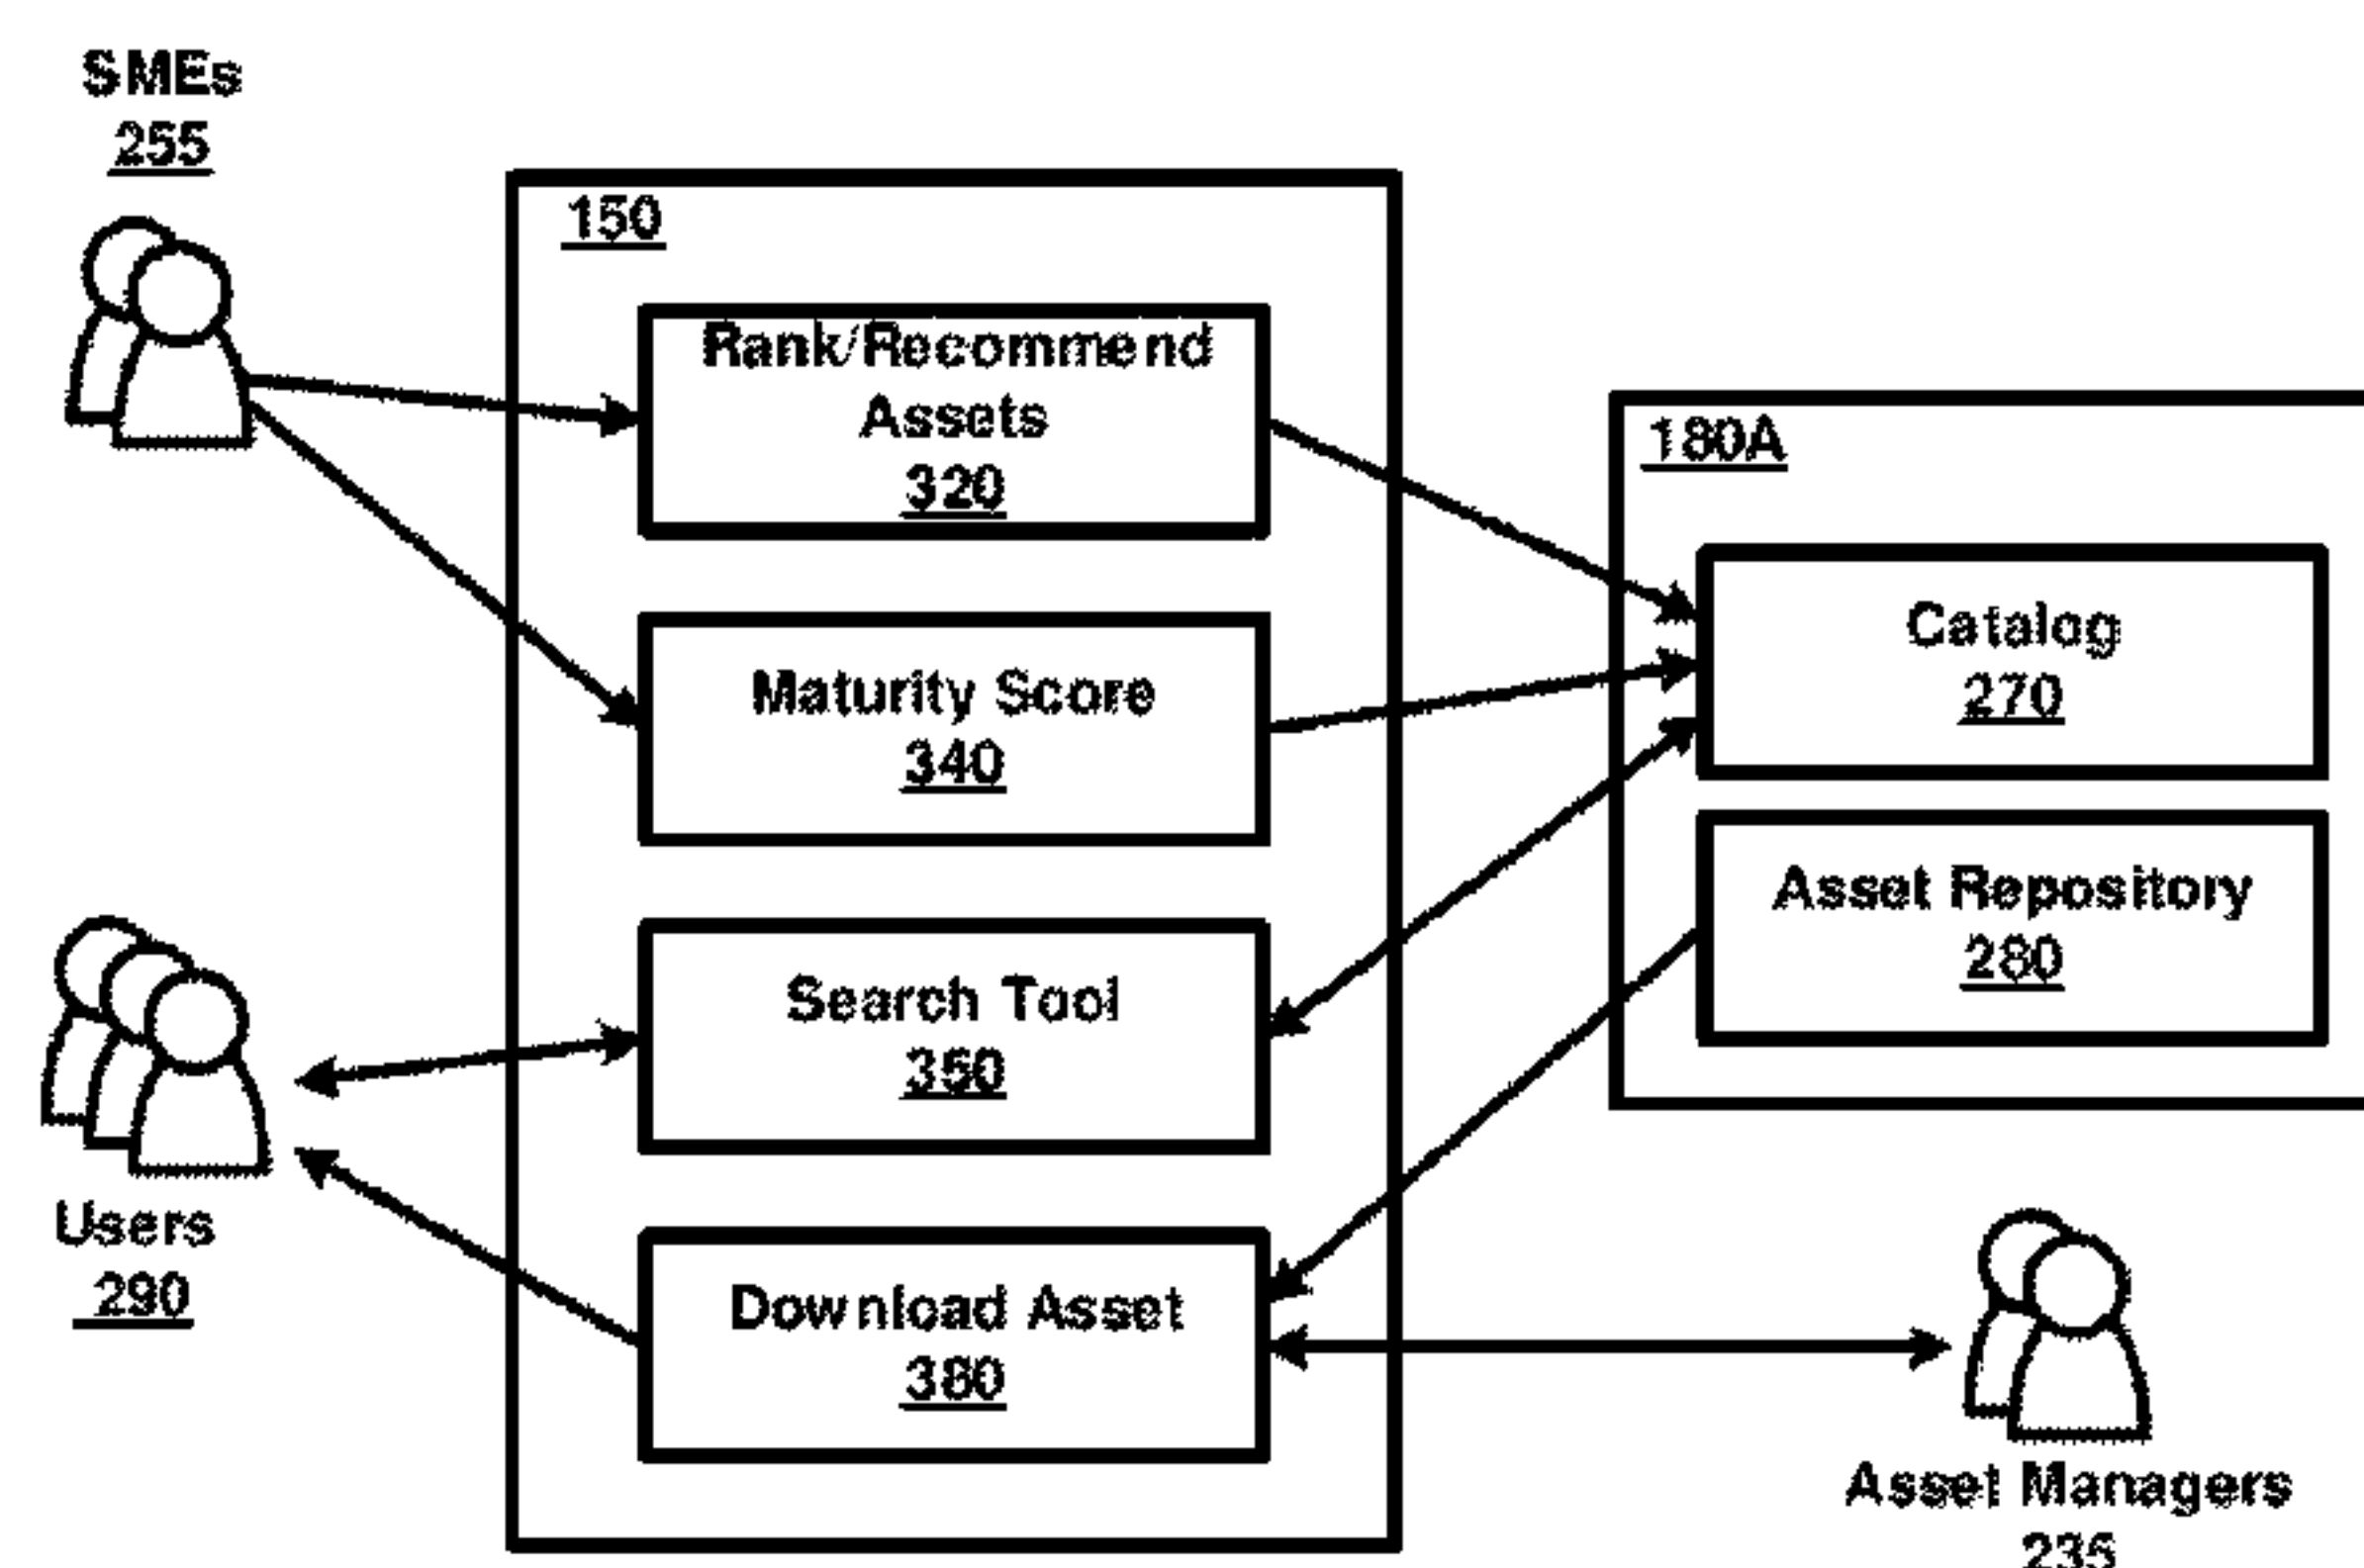 SMEs
255
150
Rank/Recommend
Assets
320
180A
Catalog
270
Maturity Score
340
Asset Repository
280
Search Tool
350
Users
290
Download Asset
380
Asset Managers
235